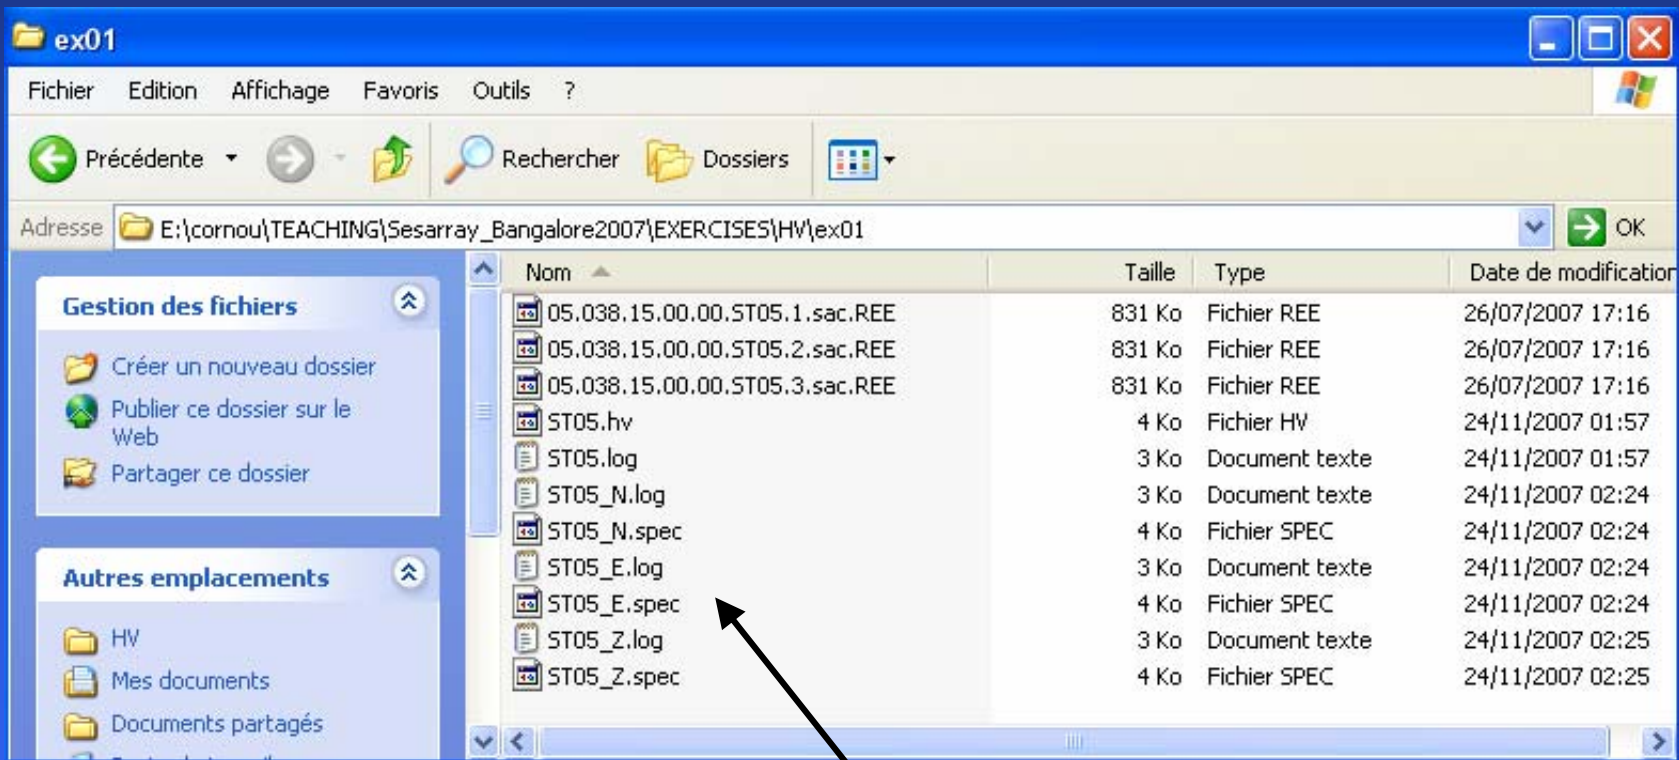 ex01
Fichier Edition Affichage Favoris Outils ?
Précédente Rechercher Dossiers
Adresse E:\cornou\TEACHING\Sesarray_Bangalore2007\EXERCISES\HV\ex01 OK
Gestion des fichiers
Créer un nouveau dossier
Publier ce dossier sur le
Web
Partager ce dossier
Autres emplacements
HV
Mes documents
Documents partagés
Nom Taille Type Date de modification
05.038.15.00.00.ST05.1.sac.REE 831 Ko Fichier REE 26/07/2007 17:16
05.038.15.00.00.ST05.2.sac.REE 831 Ko Fichier REE 26/07/2007 17:16
05.038.15.00.00.ST05.3.sac.REE 831 Ko Fichier REE 26/07/2007 17:16
ST05.hv 4 Ko Fichier HV 24/11/2007 01:57
ST05.log 3 Ko Document texte 24/11/2007 01:57
ST05_N.log 3 Ko Document texte 24/11/2007 02:24
ST05_N.spec 4 Ko Fichier SPEC 24/11/2007 02:24
ST05_E.log 3 Ko Document texte 24/11/2007 02:24
ST05_E.spec 4 Ko Fichier SPEC 24/11/2007 02:24
ST05_Z.log 3 Ko Document texte 24/11/2007 02:25
ST05_Z.spec 4 Ko Fichier SPEC 24/11/2007 02:25